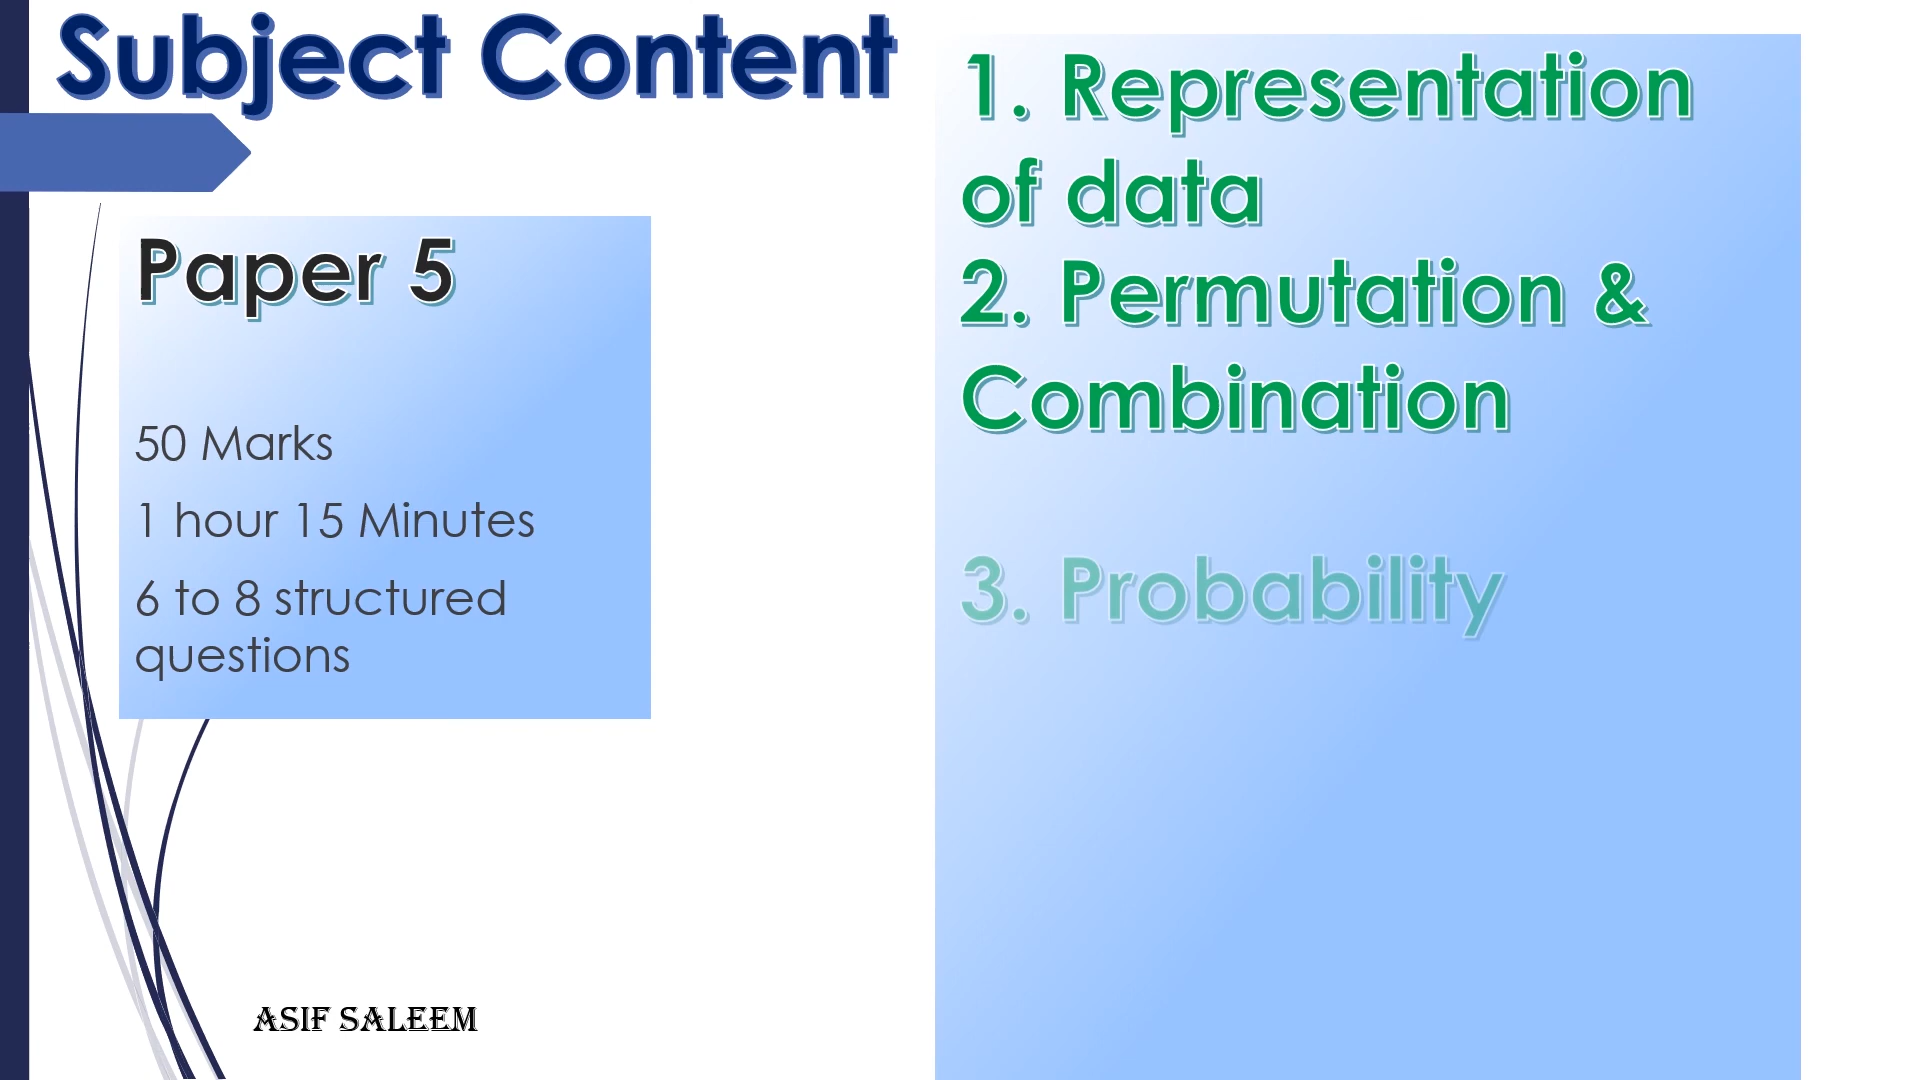 Subject Content
Paper 5
50 Marks
1 hour 15 Minutes
6 to 8 structured
questions
1. Representation
of data
2. Permutation &
Combination
3. Probability
ASIF SALEEM